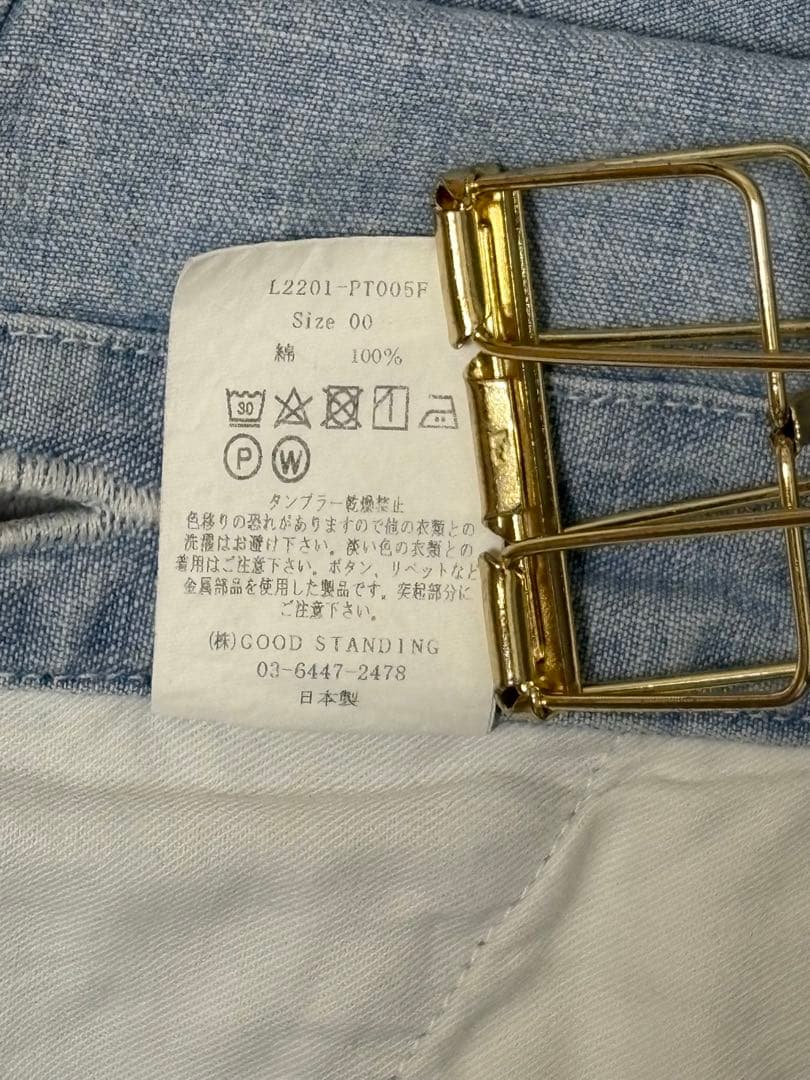 L2201-PT005F
Size 00
綿 100%
30
P W
タンブラー乾燥禁止
色移りの恐れがありますので他の衣類との
洗濯はお避け下さい。淡い色の衣類との
着用はご注意下さい。ボタン、リベットなど
金属部品を使用した製品です。突起部分に
ご注意下さい。
(株)GOOD STANDING
03-6447-2478
日本製